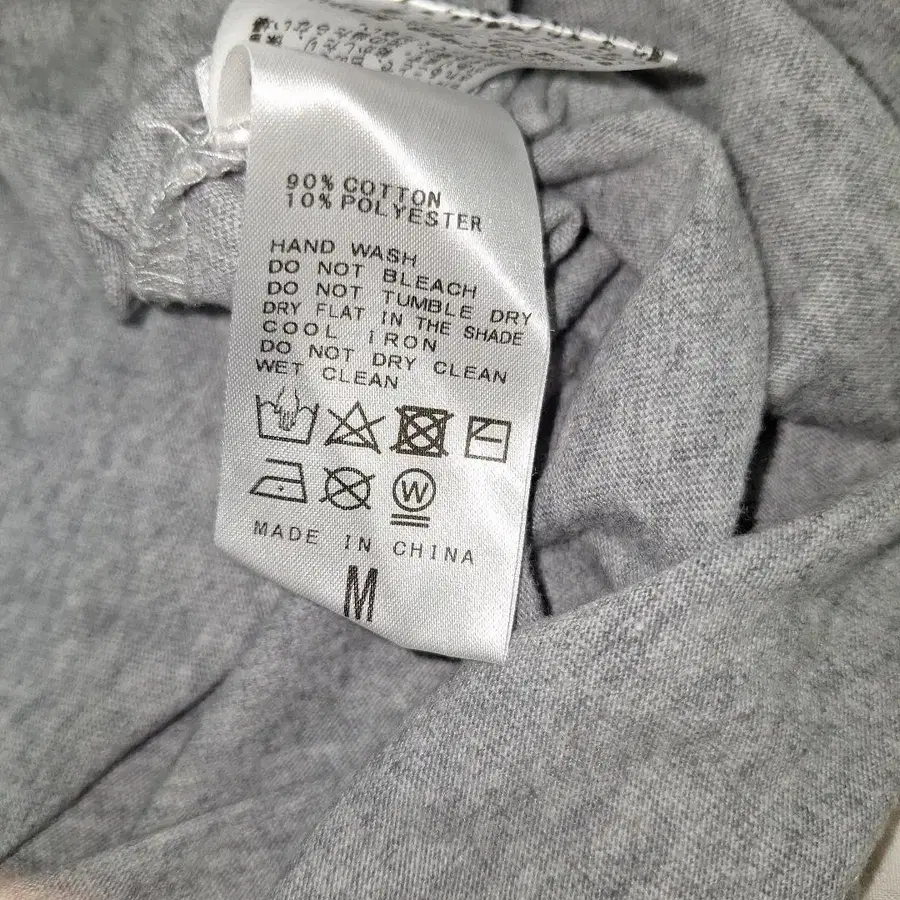 90% COTTON
10% POLYESTER
HAND WASH
DO NOT BLEACH
DO NOT TUMBLE DRY
DRY FLAT IN THE SHADE
COOL IRON
DO NOT DRY CLEAN
WET CLEAN
W
MADE IN CHINA
M